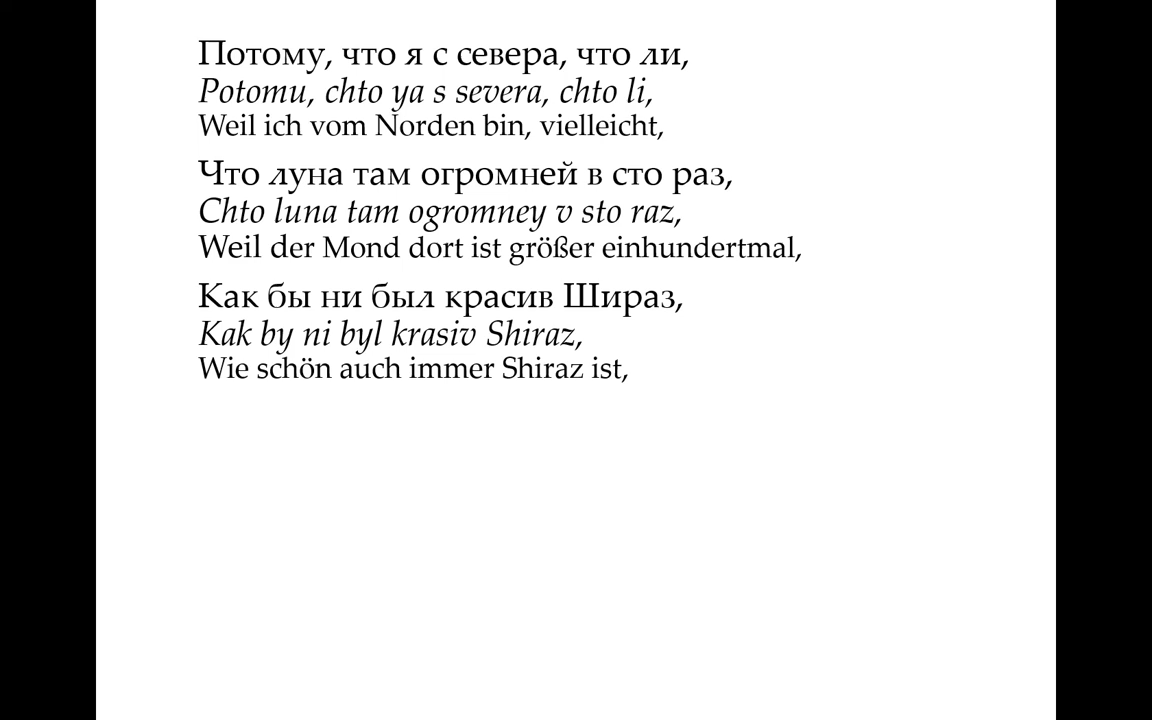 Потому, что я с севера, что ли,
Potomu, chto ya s severa, chto li,
Weil ich vom Norden bin, vielleicht,
Что луна там огромней в сто раз,
Chto luna tam ogromney v sto raz,
Weil der Mond dort ist größer einhundertmal,
Как бы ни был красив Шираз,
Kak by ni byl krasiv Shiraz,
Wie schön auch immer Shiraz ist,